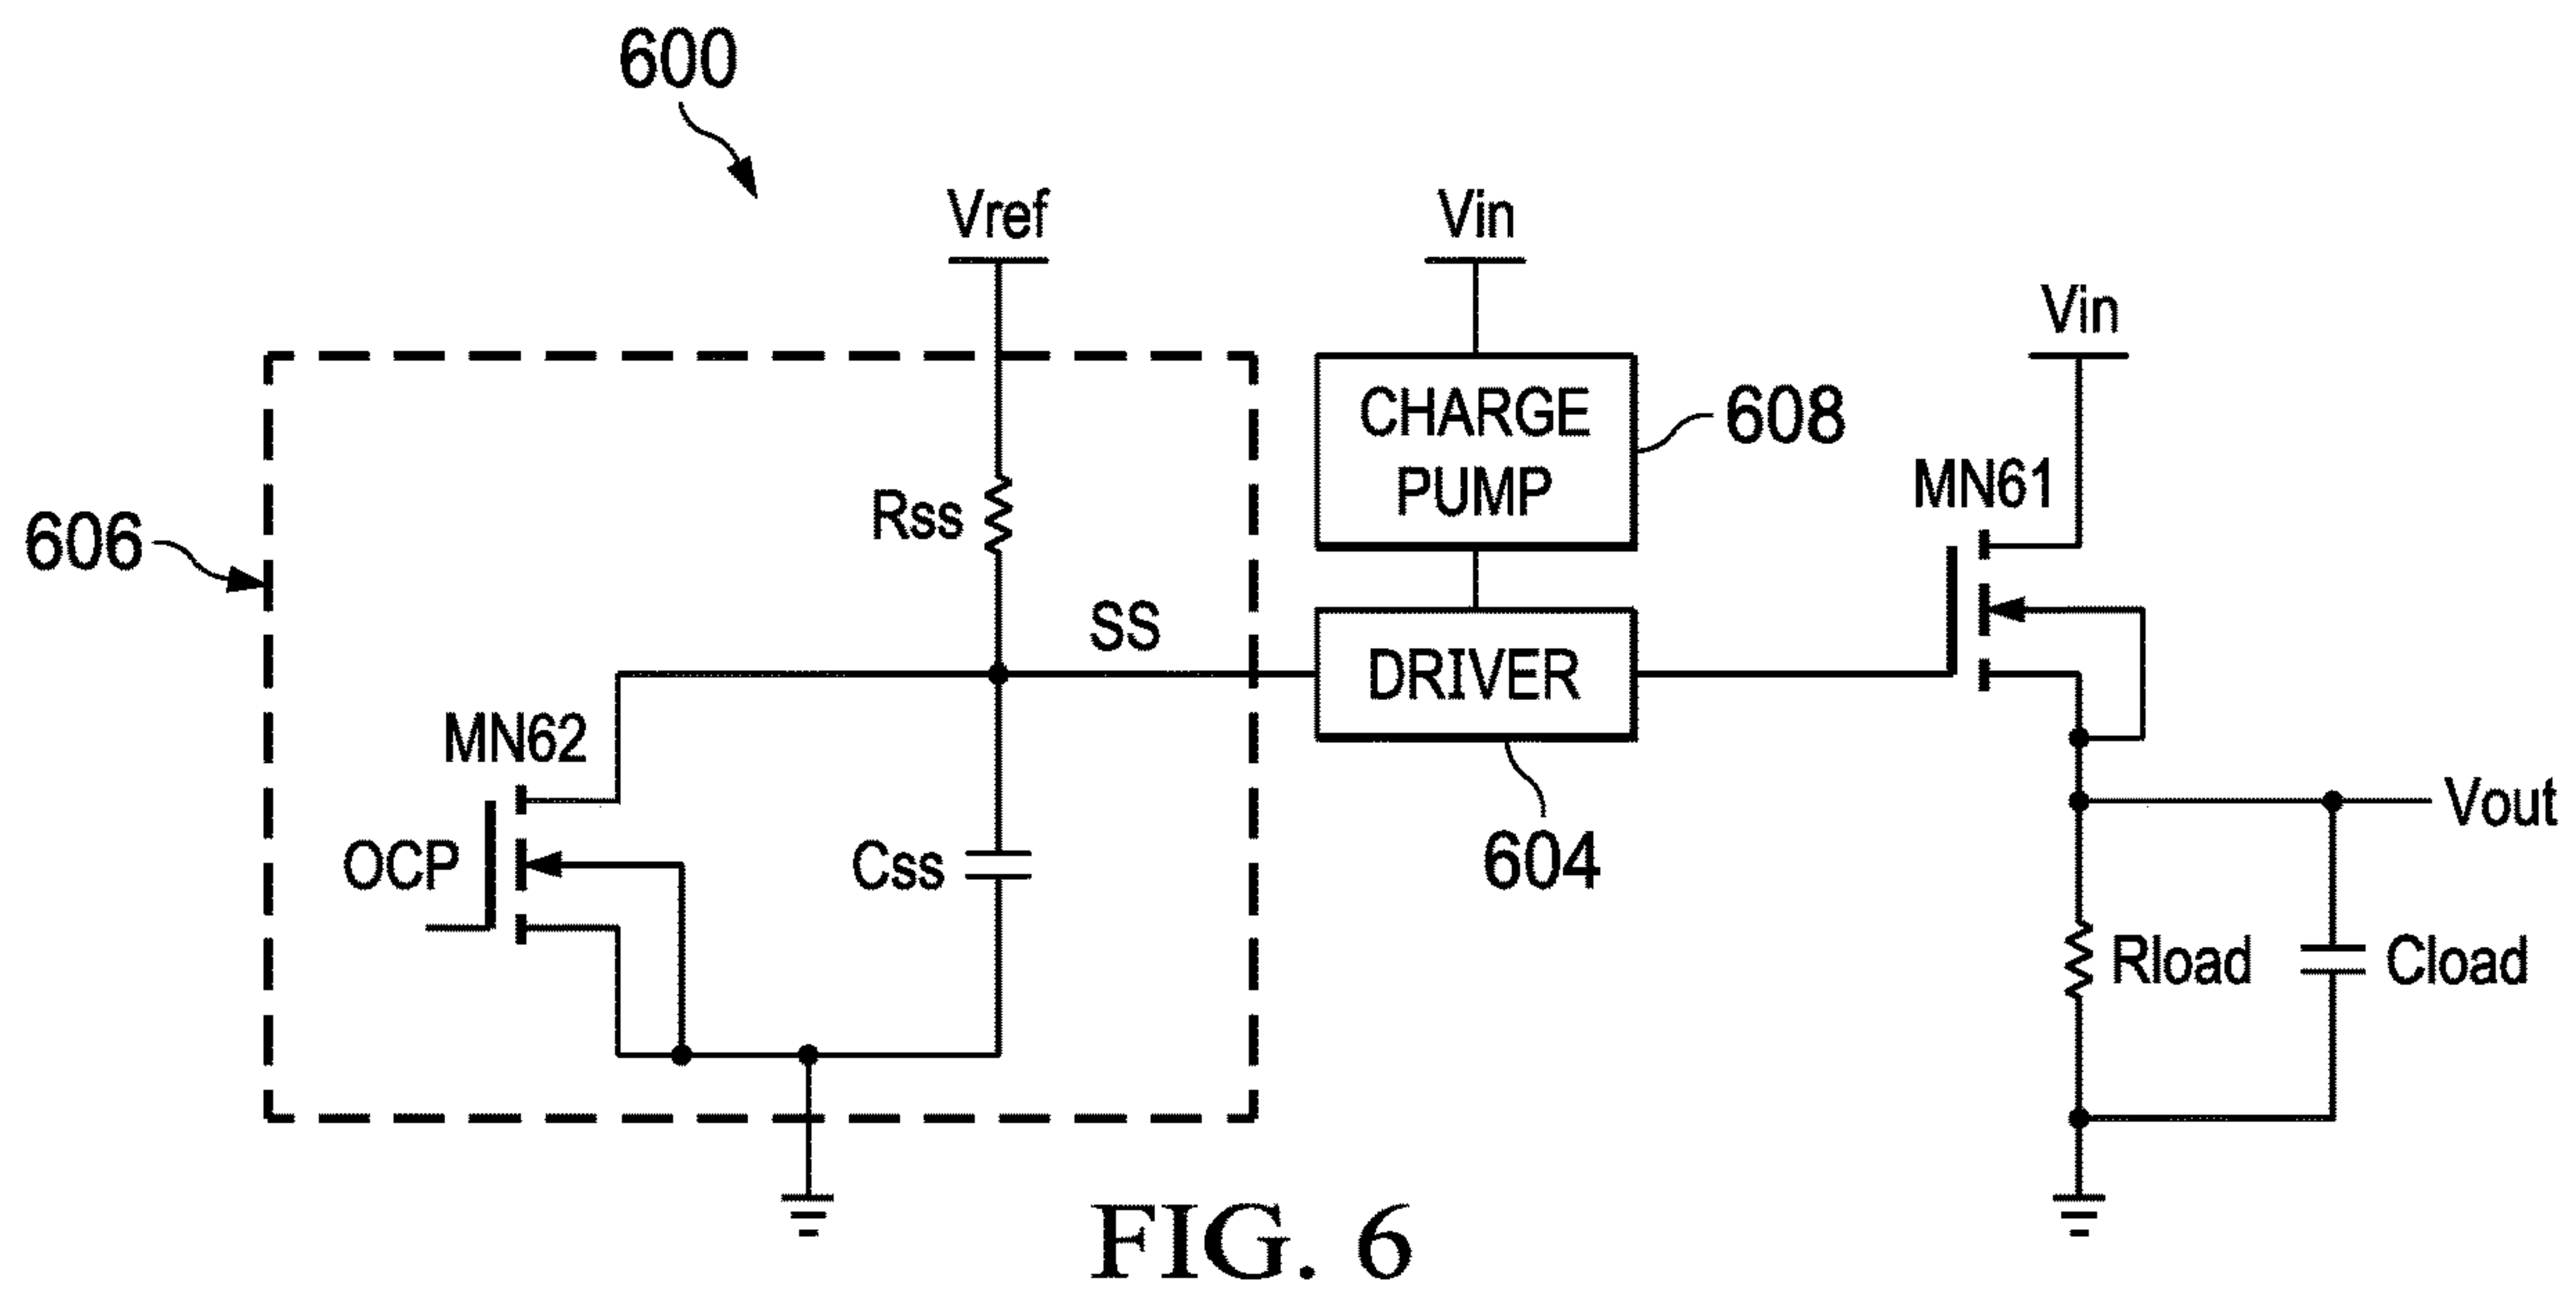 600
Vref
Vin
Vin
CHARGE
PUMP
608
MN61
Rss
606
SS
DRIVER
MN62
Vout
OCP
Css
604
Rload
Cload
FIG. 6